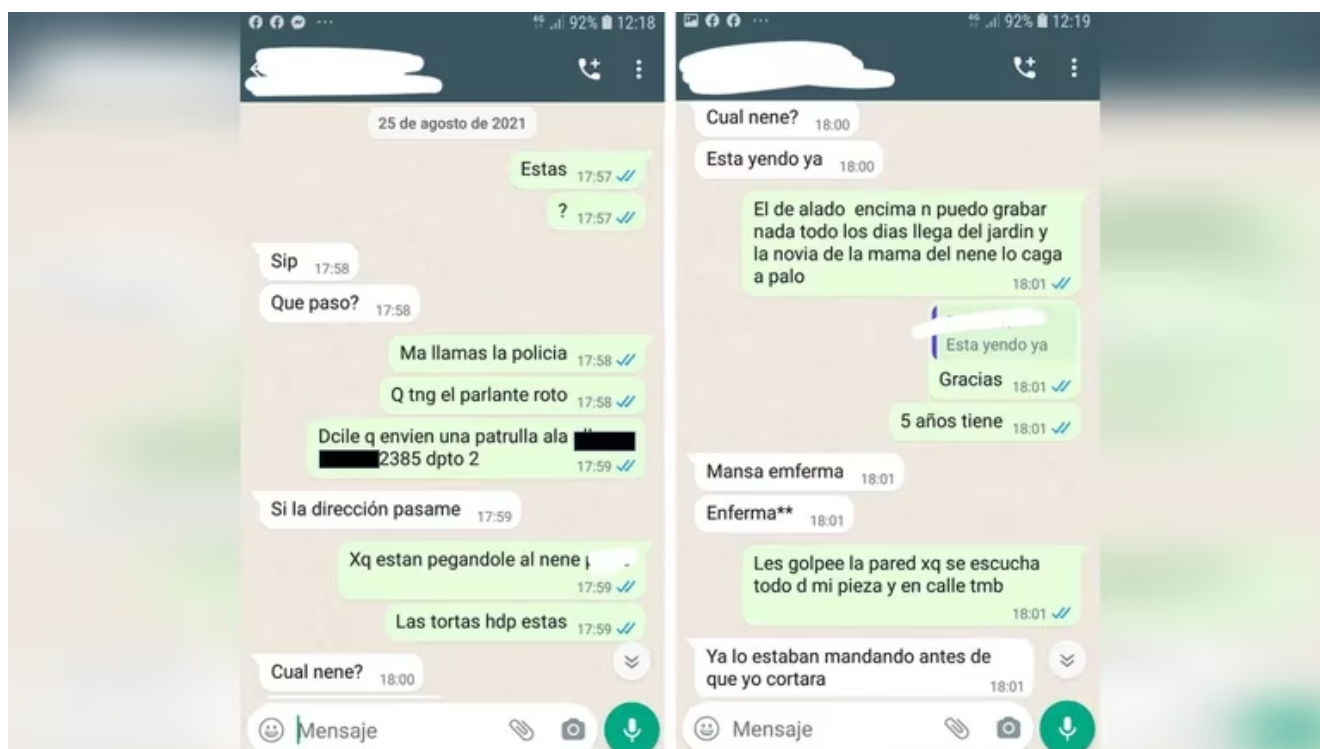 92% 12:18
25 de agosto de 2021
Estas 17:57
? 17:57
Sip 17:58
Que paso? 17:58
Ma llamas la policia 17:58
Q tng el parlante roto 17:58
Dcile q envien una patrulla ala
2385 dpto 2 17:59
Si la dirección pasame 17:59
Xq estan pegandole al nene
17:59
Las tortas hdp estas 17:59
Cual nene? 18:00
Mensaje
92% 12:19
Cual nene? 18:00
Esta yendo ya 18:00
El de alado encima n puedo grabar
nada todo los dias llega del jardin y
la novia de la mama del nene lo caga
a palo
18:01
Esta yendo ya
Gracias 18:01
5 años tiene 18:01
Mansa emferma 18:01
Enferma** 18:01
Les golpee la pared xq se escucha
todo d mi pieza y en calle tmb
18:01
Ya lo estaban mandando antes de
que yo cortara 18:01
Mensaje